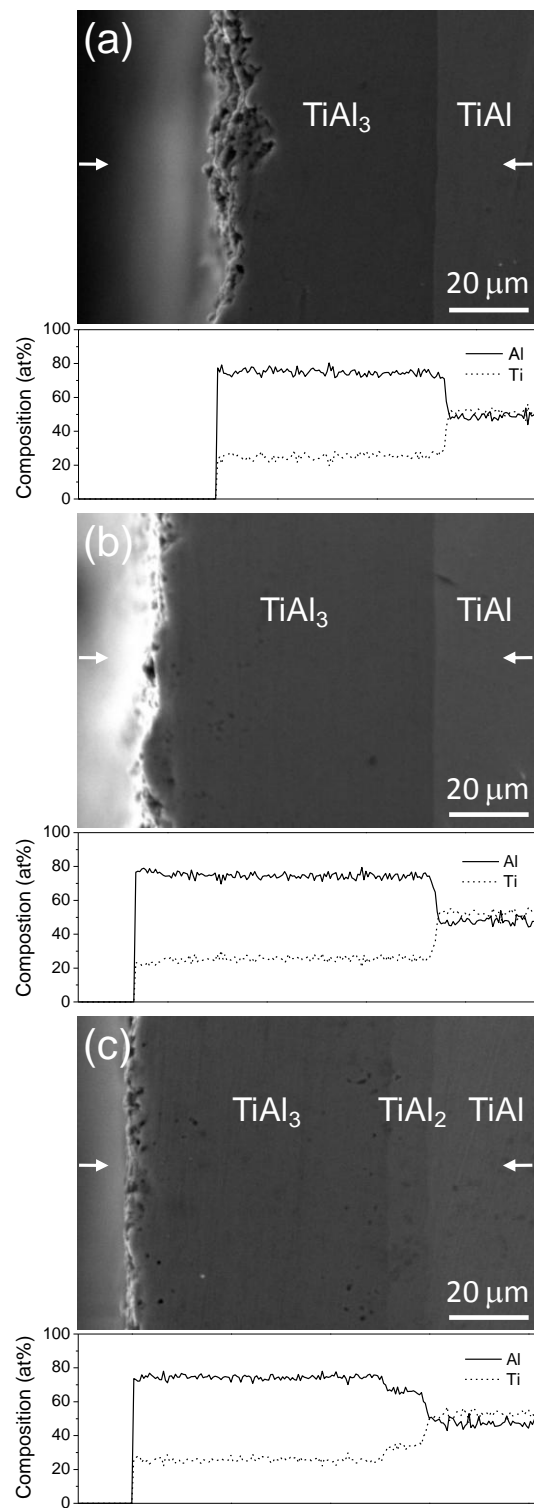 (a)
TiAl₃
TiAl
20 μm
100
80
60
40
20
0
Composition (at%)
Al
Ti
(b)
TiAl₃
TiAl
20 μm
100
80
60
40
20
0
Compostion (at%)
Al
Ti
(c)
TiAl₃
TiAl₂
TiAl
20 μm
100
80
60
40
20
0
Composition (at%)
Al
Ti